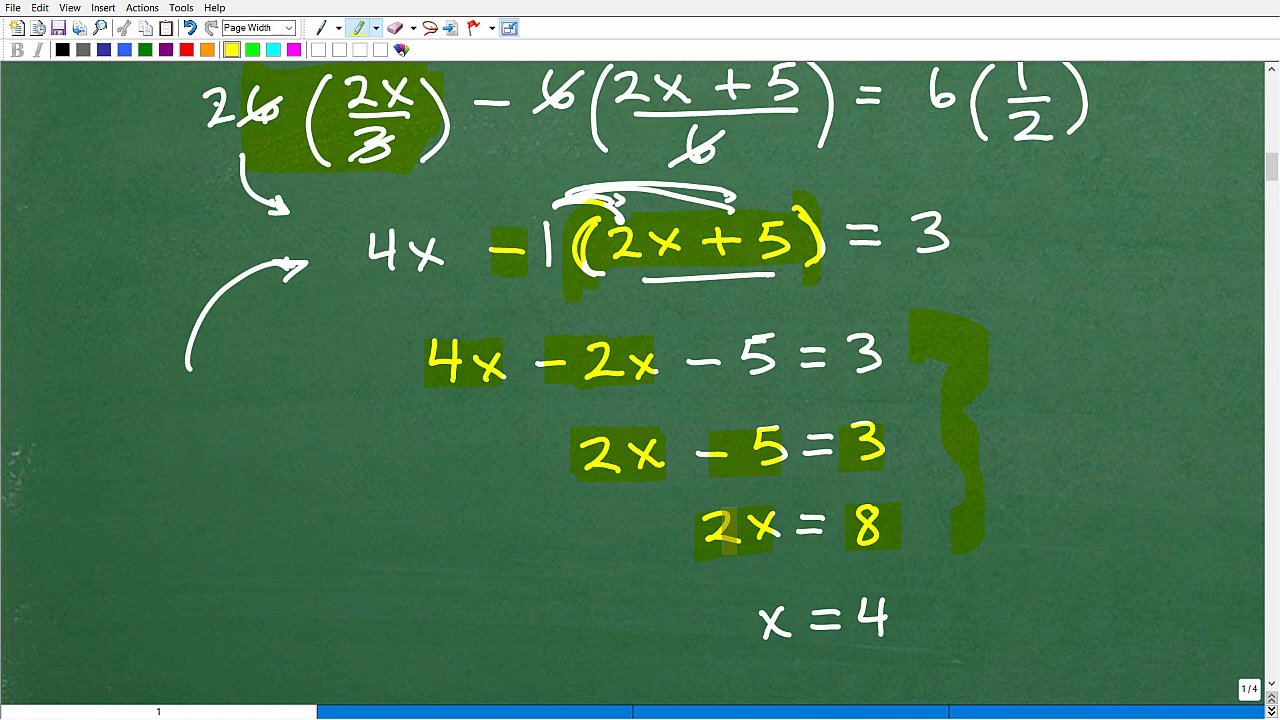 File Edit View Insert Actions Tools Help
Page Width
B I
2 6 (2x/3) - 6 (2x + 5/6) = 6 (1/2)
4x - 1 (2x + 5) = 3
4x - 2x - 5 = 3
2x - 5 = 3
2x = 8
x = 4
1/4
1